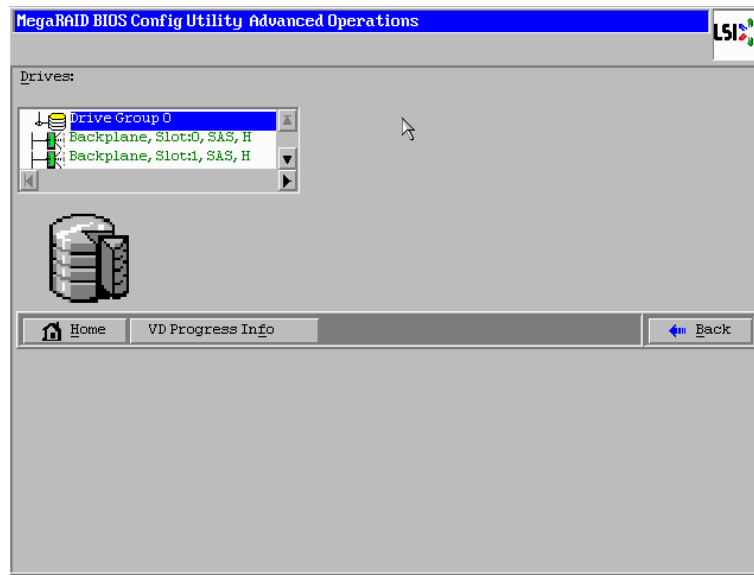 MegaRAID BIOS Config Utility Advanced Operations
LSI
Drives:
Drive Group 0
Backplane, Slot:0, SAS, H
Backplane, Slot:1, SAS, H
Home
VD Progress Info
Back